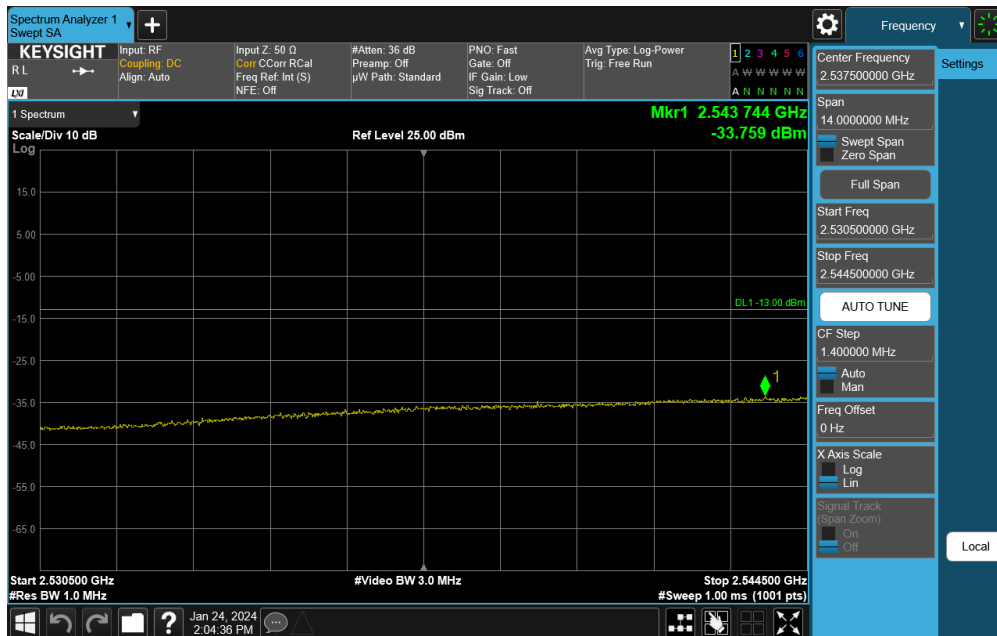 Spectrum Analyzer 1
Swept SA
Frequency
KEYSIGHT
RL
LXI
Input: RF
Coupling: DC
Align: Auto
Input Z: 50 Ω
Corr CCorr RCal
Freq Ref: Int (S)
NFE: Off
#Atten: 36 dB
Preamp: Off
µW Path: Standard
PNO: Fast
Gate: Off
IF Gain: Low
Sig Track: Off
Avg Type: Log-Power
Trig: Free Run
1 2 3 4 5 6
A W W W W W
A N N N N N
1 Spectrum
Mkr1 2.543 744 GHz
-33.759 dBm
Scale/Div 10 dB
Ref Level 25.00 dBm
Log
15.0
5.00
-5.00
DL1 -13.00 dBm
-15.0
-25.0
1
-35.0
-45.0
-55.0
-65.0
Start 2.530500 GHz
#Video BW 3.0 MHz
Stop 2.544500 GHz
#Res BW 1.0 MHz
#Sweep 1.00 ms (1001 pts)
Jan 24, 2024
2:04:36 PM
Center Frequency
2.537500000 GHz
Settings
Span
14.0000000 MHz
Swept Span
Zero Span
Full Span
Start Freq
2.530500000 GHz
Stop Freq
2.544500000 GHz
AUTO TUNE
CF Step
1.400000 MHz
Auto
Man
Freq Offset
0 Hz
X Axis Scale
Log
Lin
Signal Track
(Span Zoom)
On
Off
Local